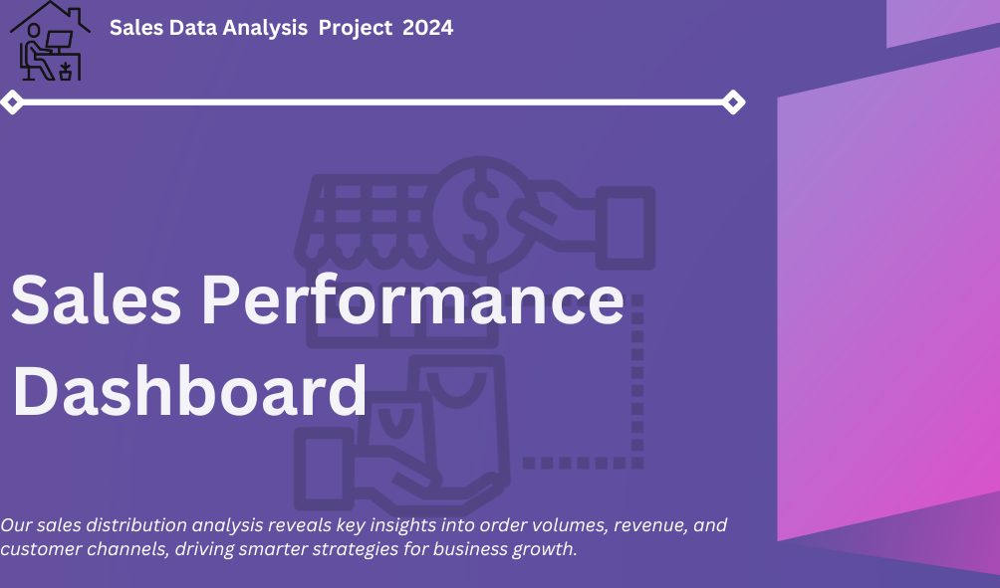 Sales Data Analysis Project 2024
Sales Performance
Dashboard
Our sales distribution analysis reveals key insights into order volumes, revenue, and
customer channels, driving smarter strategies for business growth.